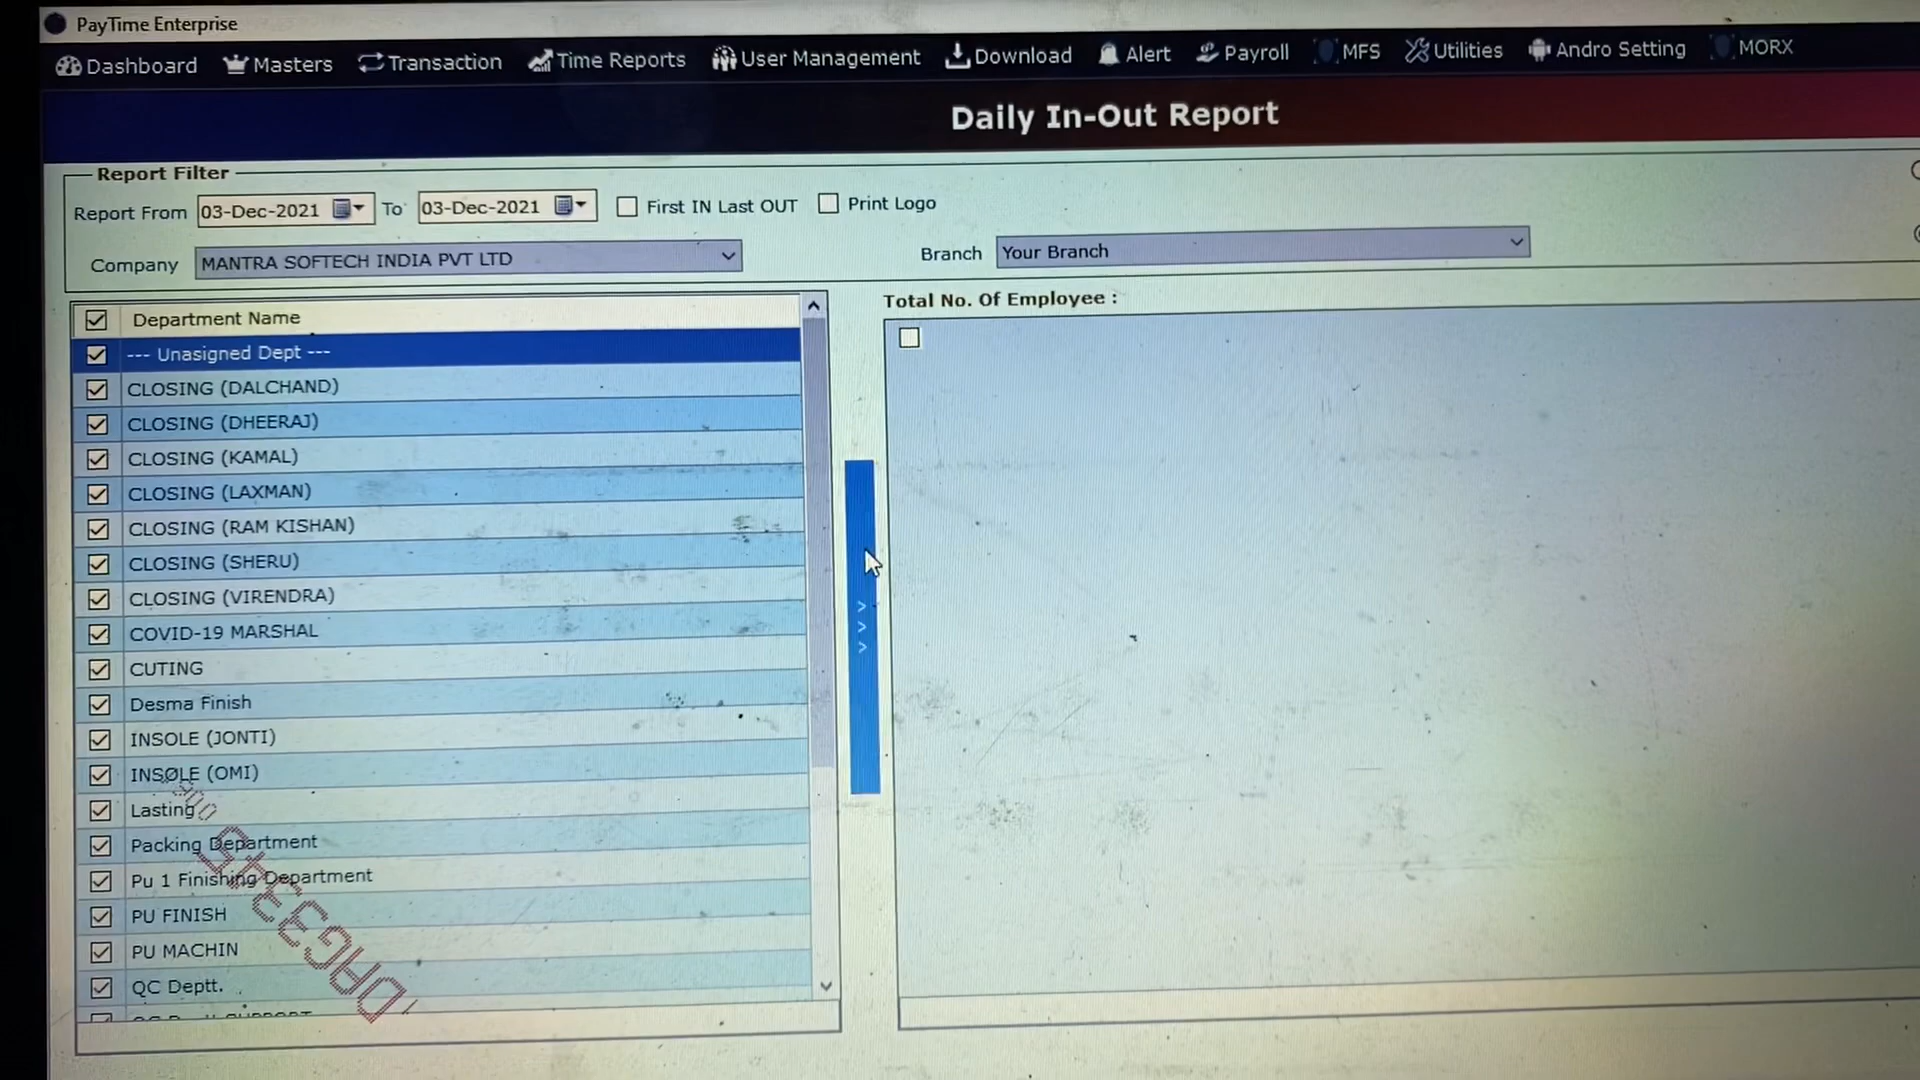 PayTime Enterprise
Dashboard Masters Transaction Time Reports User Management Download Alert Payroll MFS Utilities Andro Setting MORX
Daily In-Out Report
Report Filter
Report From 03-Dec-2021 To 03-Dec-2021 First IN Last OUT Print Logo
Company MANTRA SOFTECH INDIA PVT LTD Branch Your Branch
Total No. Of Employee :
Department Name
--- Unasigned Dept ---
CLOSING (DALCHAND)
CLOSING (DHEERAJ)
CLOSING (KAMAL)
CLOSING (LAXMAN)
CLOSING (RAM KISHAN)
CLOSING (SHERU)
CLOSING (VIRENDRA)
COVID-19 MARSHAL
CUTING
Desma Finish
INSOLE (JONTI)
INSOLE (OMI)
Lasting
Packing Department
Pu 1 Finishing Department
PU FINISH
PU MACHIN
QC Deptt.